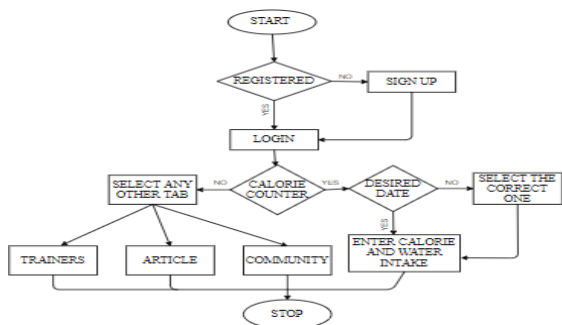 START
REGISTERED
NO
SIGN UP
YES
LOGIN
SELECT ANY
OTHER TAB
NO
CALORIE
COUNTER
YES
DESIRED
DATE
NO
SELECT THE
CORRECT
ONE
YES
TRAINERS
ARTICLE
COMMUNITY
ENTER CALORIE
AND WATER
INTAKE
STOP